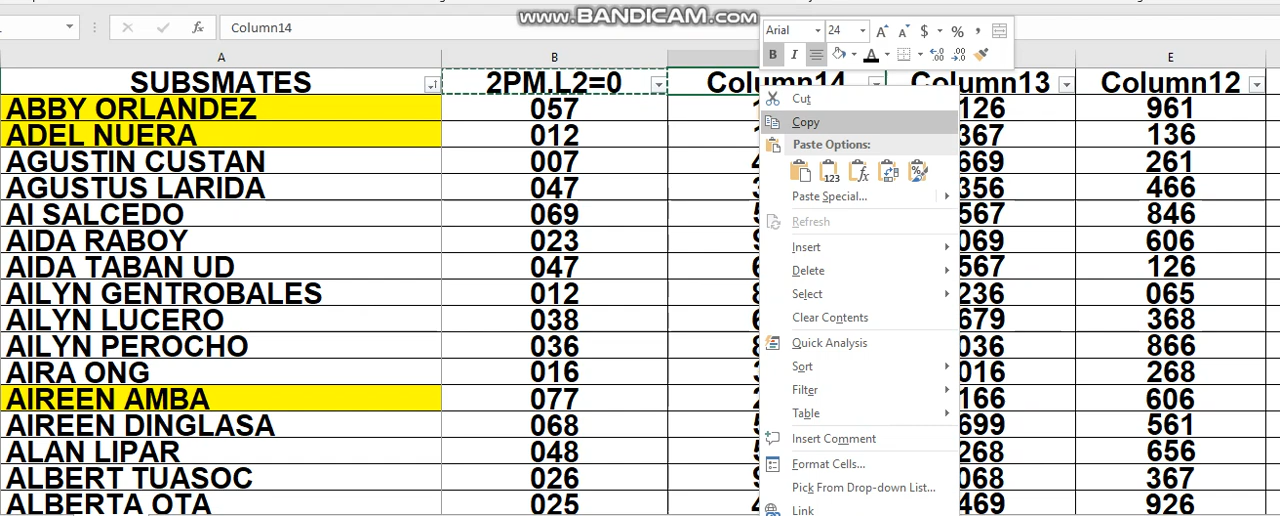 WWW.BANDICAM.COM
Column14
Arial 24 A A $ % ,
B I A .00
A B E
SUBSMATES 2PM.L2=0 Column14 Column13 Column12
ABBY ORLANDEZ 057 126 961
Cut
ADEL NUERA 012 367 136
Copy
Paste Options:
AGUSTIN CUSTAN 007 669 261
123
AGUSTUS LARIDA 047 356 466
Paste Special...
AI SALCEDO 069 567 846
Refresh
AIDA RABOY 023 069 606
Insert
AIDA TABAN UD 047 567 126
Delete
AILYN GENTROBALES 012 236 065
Select
AILYN LUCERO 038 679 368
Clear Contents
AILYN PEROCHO 036 036 866
Quick Analysis
AIRA ONG 016 016 268
Sort
AIREEN AMBA 077 166 606
Filter
AIREEN DINGLASA 068 699 561
Table
Insert Comment
ALAN LIPAR 048 268 656
Format Cells...
ALBERT TUASOC 026 068 367
Pick From Drop-down List...
ALBERTA OTA 025 469 926
Link